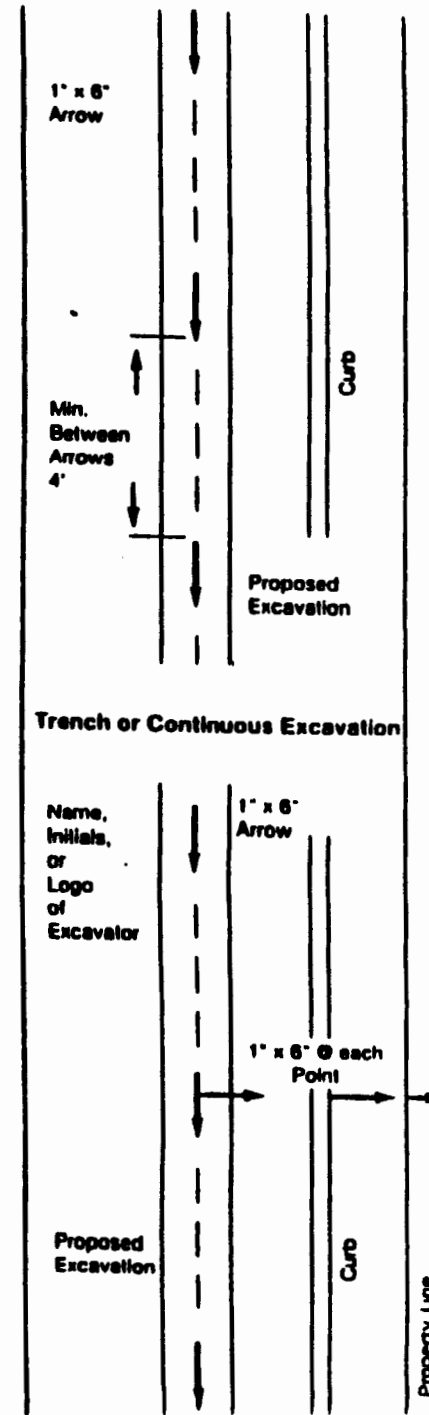 1" x 6"
Arrow
Min.
Between
Arrows
4'
Curb
Proposed
Excavation
Trench or Continuous Excavation
Name,
Initials,
or
Logo
of
Excavator
1" x 6"
Arrow
1" x 6" @ each
Point
Proposed
Excavation
Curb
Property Line